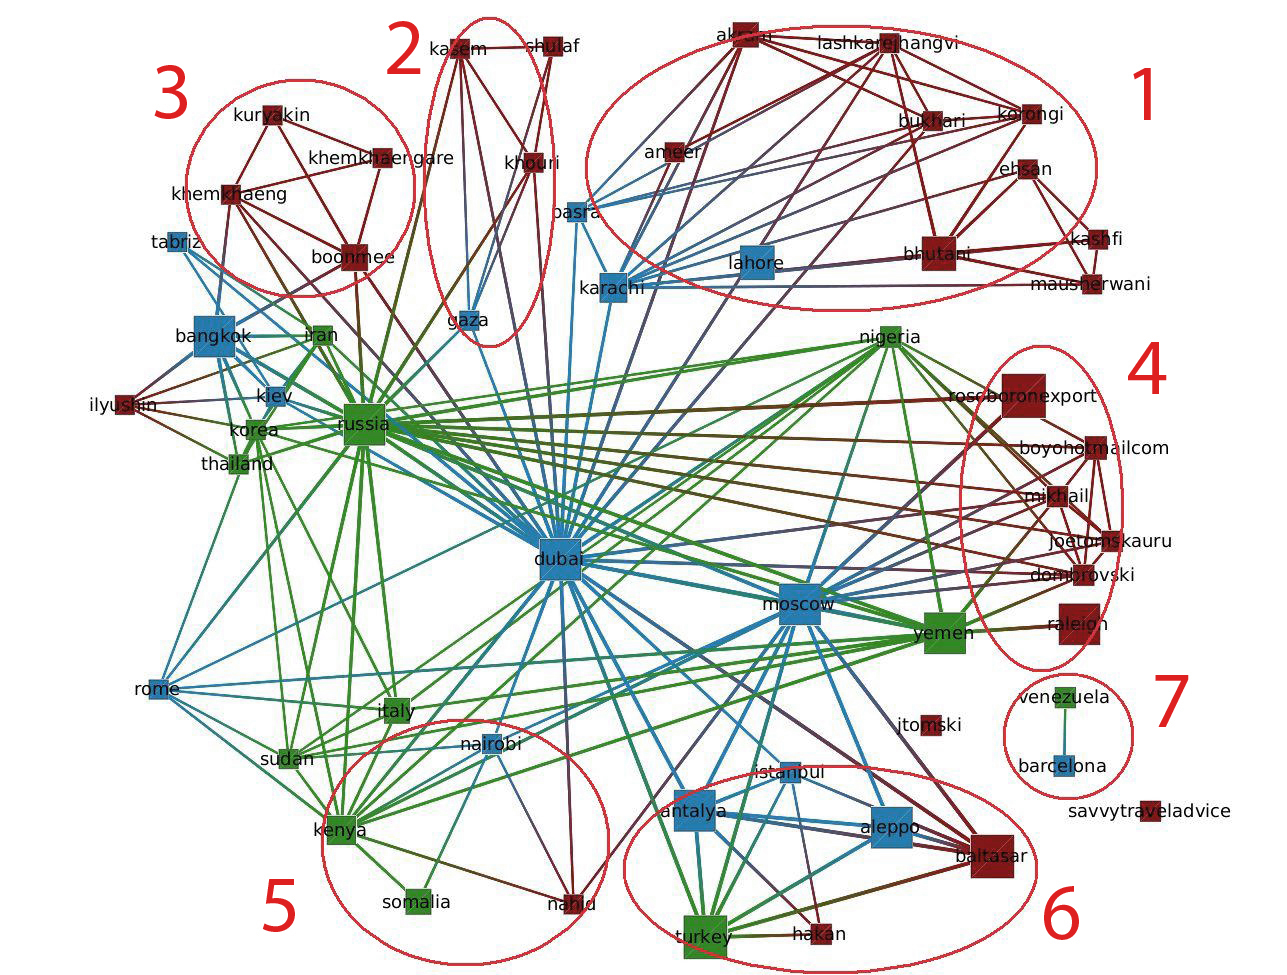 2
1
3
akram
lashkarejhangvi
kasem
shulaf
kuryakin
bukhari
korongi
khemkhaengare
khouri
ameer
ehsan
khemkhaeng
basra
tabriz
boonmee
lahore
bhutani
kashfi
karachi
mausherwani
gaza
bangkok
iran
nigeria
4
ilyushin
kiev
rosoboronexport
korea
russia
boyohotmailcom
thailand
mikhail
joetomskauru
dubai
dombrovski
moscow
yemen
raleigh
rome
venezuela
7
italy
jtomski
nairobi
sudan
istanbul
barcelona
antalya
savvytraveladvice
kenya
aleppo
baltasar
5
somalia
nahid
6
turkey
hakan